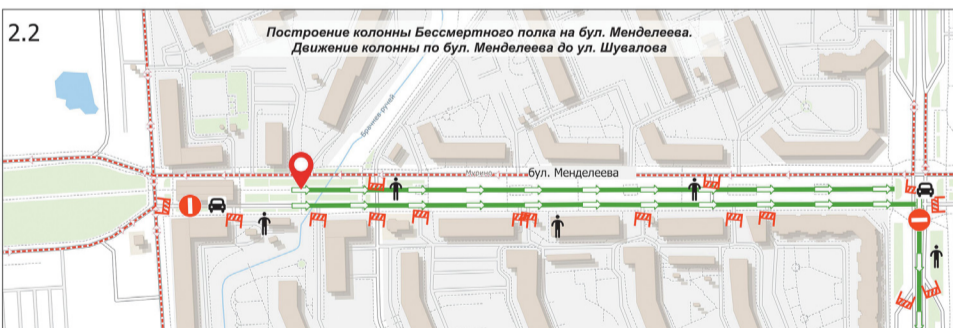 2.2
Построение колонны Бессмертного полка на бул. Менделеева.
Движение колонны по бул. Менделеева до ул. Шувалова
бул. Менделеева